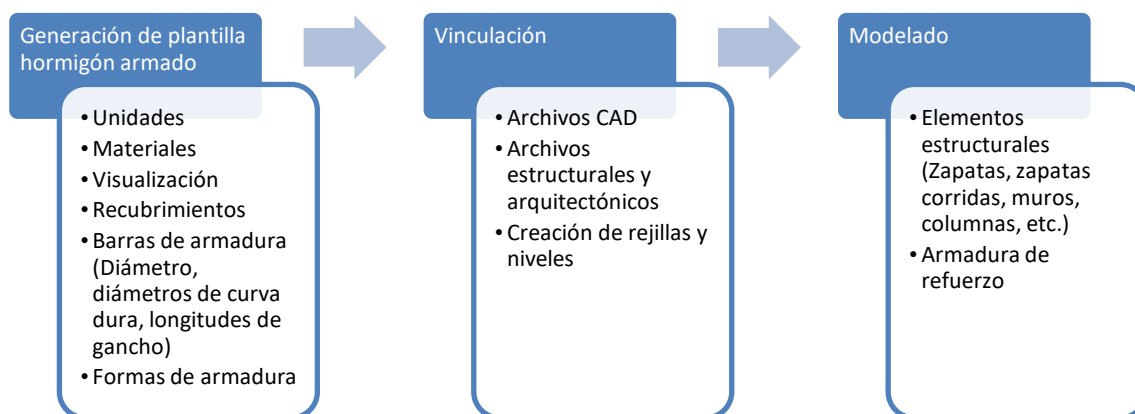 Generación de plantilla
hormigón armado
• Unidades
• Materiales
• Visualización
• Recubrimientos
• Barras de armadura
(Diámetro,
diámetros de curva
dura, longitudes de
gancho)
• Formas de armadura
Vinculación
• Archivos CAD
• Archivos
estructurales y
arquitectónicos
• Creación de rejillas y
niveles
Modelado
• Elementos
estructurales
(Zapatas, zapatas
corridas, muros,
columnas, etc.)
• Armadura de
refuerzo